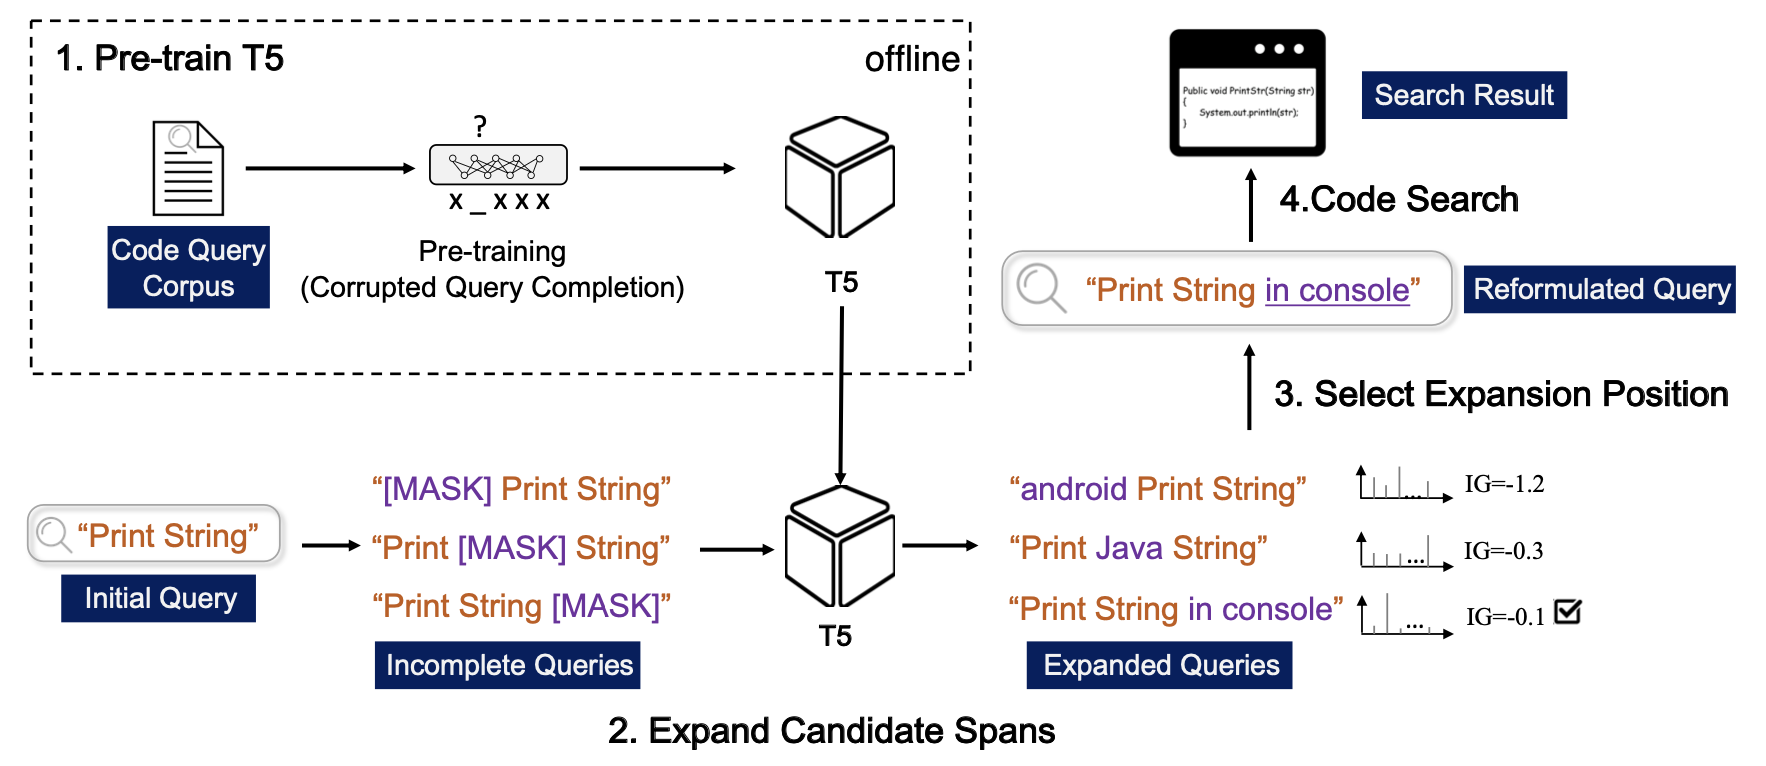 1. Pre-train T5
offline
?
x _ x x x
Code Query
Corpus
Pre-training
(Corrupted Query Completion)
T5
Public void PrintStr(String str)
{
System.out.println(str);
}
Search Result
4.Code Search
“Print String in console”
Reformulated Query
3. Select Expansion Position
“Print String”
Initial Query
“[MASK] Print String”
“Print [MASK] String”
“Print String [MASK]”
Incomplete Queries
T5
“android Print String”
... IG=-1.2
“Print Java String”
... IG=-0.3
“Print String in console”
... IG=-0.1
Expanded Queries
2. Expand Candidate Spans